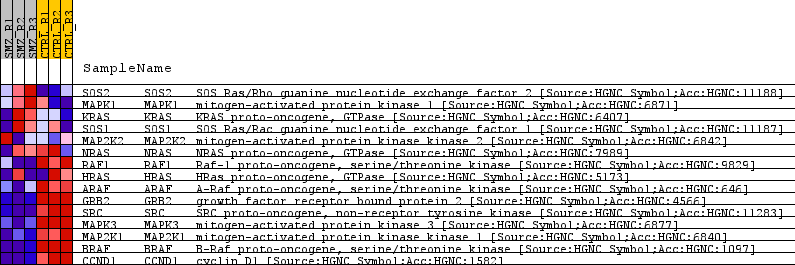 SMZ_R1 SMZ_R2 SMZ_R3 CTRL_R1 CTRL_R2 CTRL_R3
SampleName
SOS2 SOS2 SOS Ras/Rho guanine nucleotide exchange factor 2 [Source:HGNC Symbol;Acc:HGNC:11188]
MAPK1 MAPK1 mitogen-activated protein kinase 1 [Source:HGNC Symbol;Acc:HGNC:6871]
KRAS KRAS KRAS proto-oncogene, GTPase [Source:HGNC Symbol;Acc:HGNC:6407]
SOS1 SOS1 SOS Ras/Rac guanine nucleotide exchange factor 1 [Source:HGNC Symbol;Acc:HGNC:11187]
MAP2K2 MAP2K2 mitogen-activated protein kinase kinase 2 [Source:HGNC Symbol;Acc:HGNC:6842]
NRAS NRAS NRAS proto-oncogene, GTPase [Source:HGNC Symbol;Acc:HGNC:7989]
RAF1 RAF1 Raf-1 proto-oncogene, serine/threonine kinase [Source:HGNC Symbol;Acc:HGNC:9829]
HRAS HRAS HRas proto-oncogene, GTPase [Source:HGNC Symbol;Acc:HGNC:5173]
ARAF ARAF A-Raf proto-oncogene, serine/threonine kinase [Source:HGNC Symbol;Acc:HGNC:646]
GRB2 GRB2 growth factor receptor bound protein 2 [Source:HGNC Symbol;Acc:HGNC:4566]
SRC SRC SRC proto-oncogene, non-receptor tyrosine kinase [Source:HGNC Symbol;Acc:HGNC:11283]
MAPK3 MAPK3 mitogen-activated protein kinase 3 [Source:HGNC Symbol;Acc:HGNC:6877]
MAP2K1 MAP2K1 mitogen-activated protein kinase kinase 1 [Source:HGNC Symbol;Acc:HGNC:6840]
BRAF BRAF B-Raf proto-oncogene, serine/threonine kinase [Source:HGNC Symbol;Acc:HGNC:1097]
CCND1 CCND1 cyclin D1 [Source:HGNC Symbol;Acc:HGNC:1582]